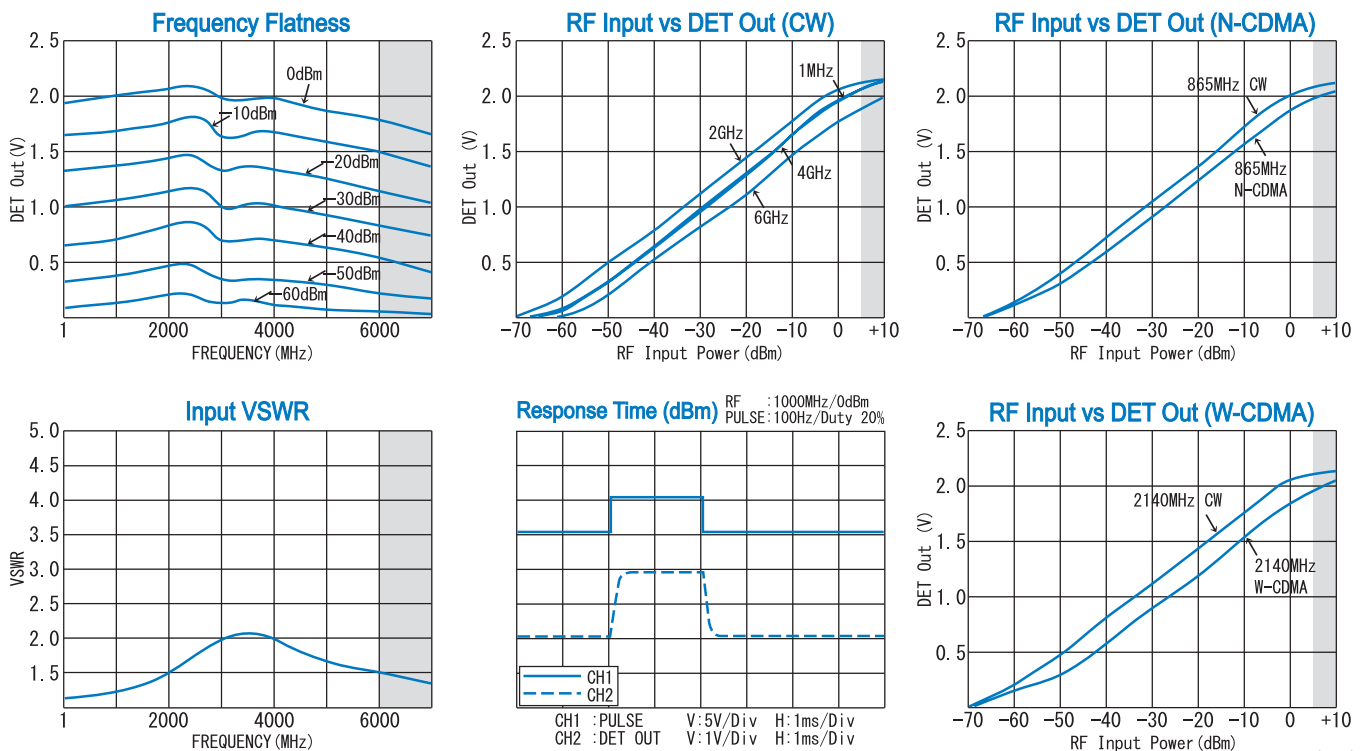 Frequency Flatness
2.5
2.0
1.5
1.0
0.5
DET Out (V)
0dBm
-10dBm
-20dBm
-30dBm
-40dBm
-50dBm
-60dBm
1 2000 4000 6000
FREQUENCY(MHz)
RF Input vs DET Out (CW)
2.5
2.0
1.5
1.0
0.5
DET Out (V)
1MHz
2GHz
4GHz
6GHz
-70 -60 -50 -40 -30 -20 -10 0 +10
RF Input Power(dBm)
RF Input vs DET Out (N-CDMA)
2.5
2.0
1.5
1.0
0.5
DET Out (V)
865MHz CW
865MHz
N-CDMA
-70 -60 -50 -40 -30 -20 -10 0 +10
RF Input Power(dBm)
Input VSWR
5.0
4.5
4.0
3.5
3.0
2.5
2.0
1.5
VSWR
1 2000 4000 6000
FREQUENCY(MHz)
Response Time (dBm)
RF :1000MHz/0dBm
PULSE:100Hz/Duty 20%
CH1
CH2
CH1 :PULSE V:5V/Div H:1ms/Div
CH2 :DET OUT V:1V/Div H:1ms/Div
RF Input vs DET Out (W-CDMA)
2.5
2.0
1.5
1.0
0.5
DET Out (V)
2140MHz CW
2140MHz
W-CDMA
-70 -60 -50 -40 -30 -20 -10 0 +10
RF Input Power(dBm)